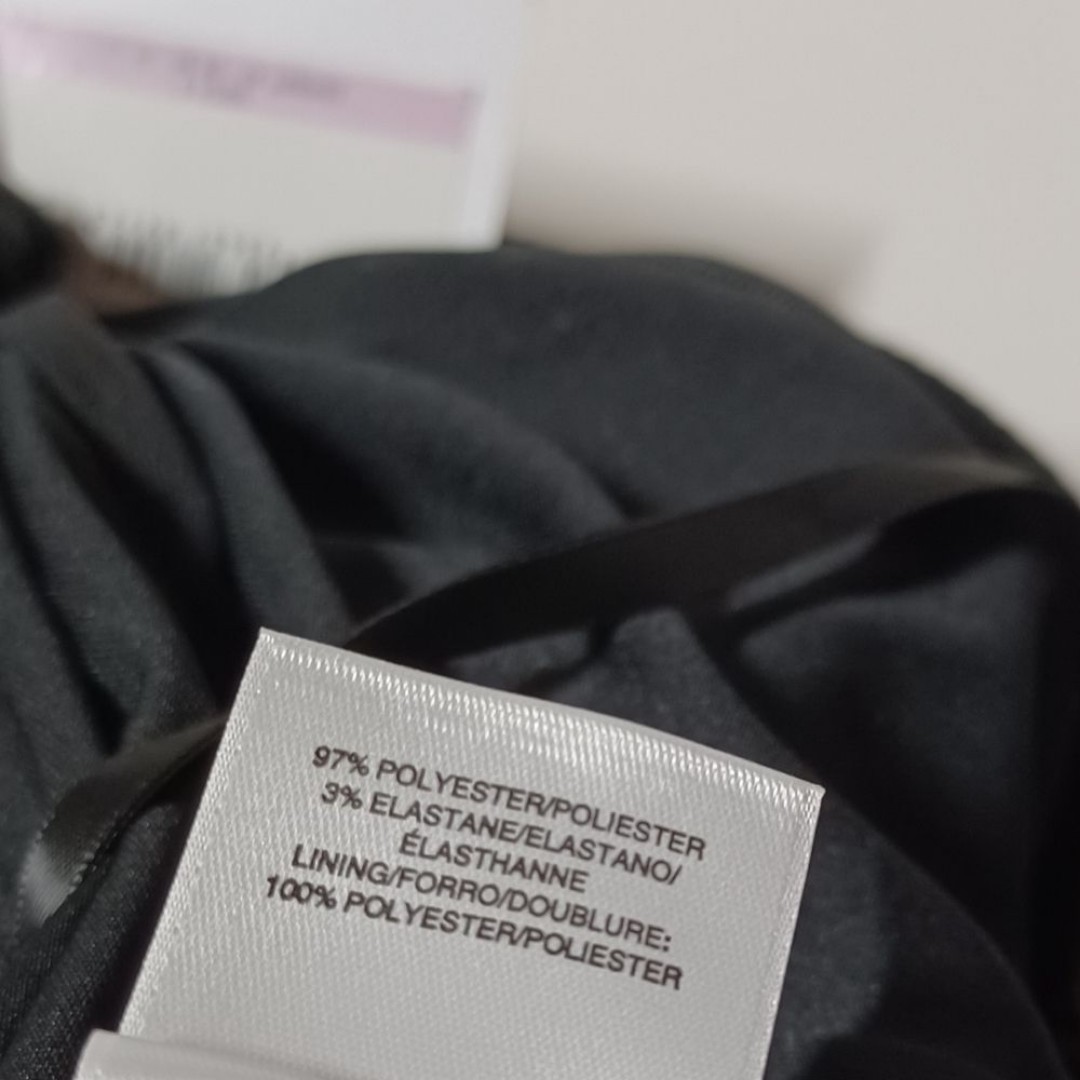 97% POLYESTER/POLIESTER
3% ELASTANE/ELASTANO/
ÉLASTHANNE
LINING/FORRO/DOUBLURE:
100% POLYESTER/POLIESTER